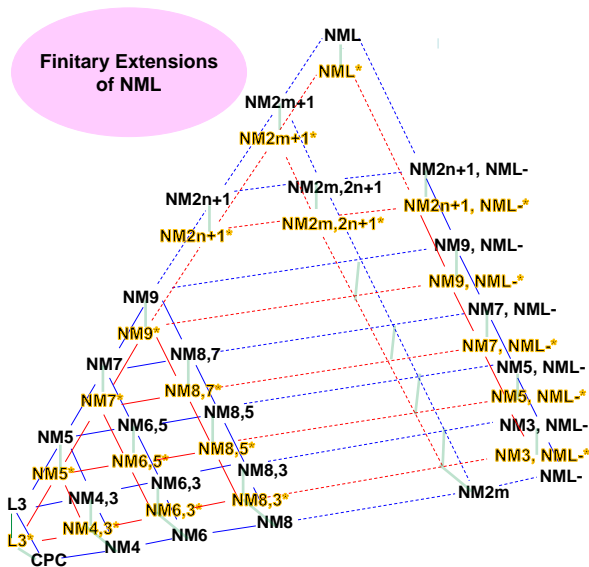 Finitary Extensions
of NML
NML
NML*
NM2m+1
NM2m+1*
NM2n+1, NML-
NM2m,2n+1
NM2n+1
NM2n+1, NML-*
NM2m,2n+1*
NM2n+1*
NM9, NML-
NM9, NML-*
NM9
NM7, NML-
NM9*
NM7, NML-*
NM8,7
NM7
NM5, NML-
NM8,7*
NM5, NML-*
NM7*
NM8,5
NM6,5
NM3, NML-
NM5
NM8,5*
NM3, NML-*
NM6,5*
NM8,3
NM5*
NML-
NM6,3
NM2m
NM4,3
NM8,3*
L3
NM6,3*
NM8
NM4,3*
NM6
L3*
NM4
CPC